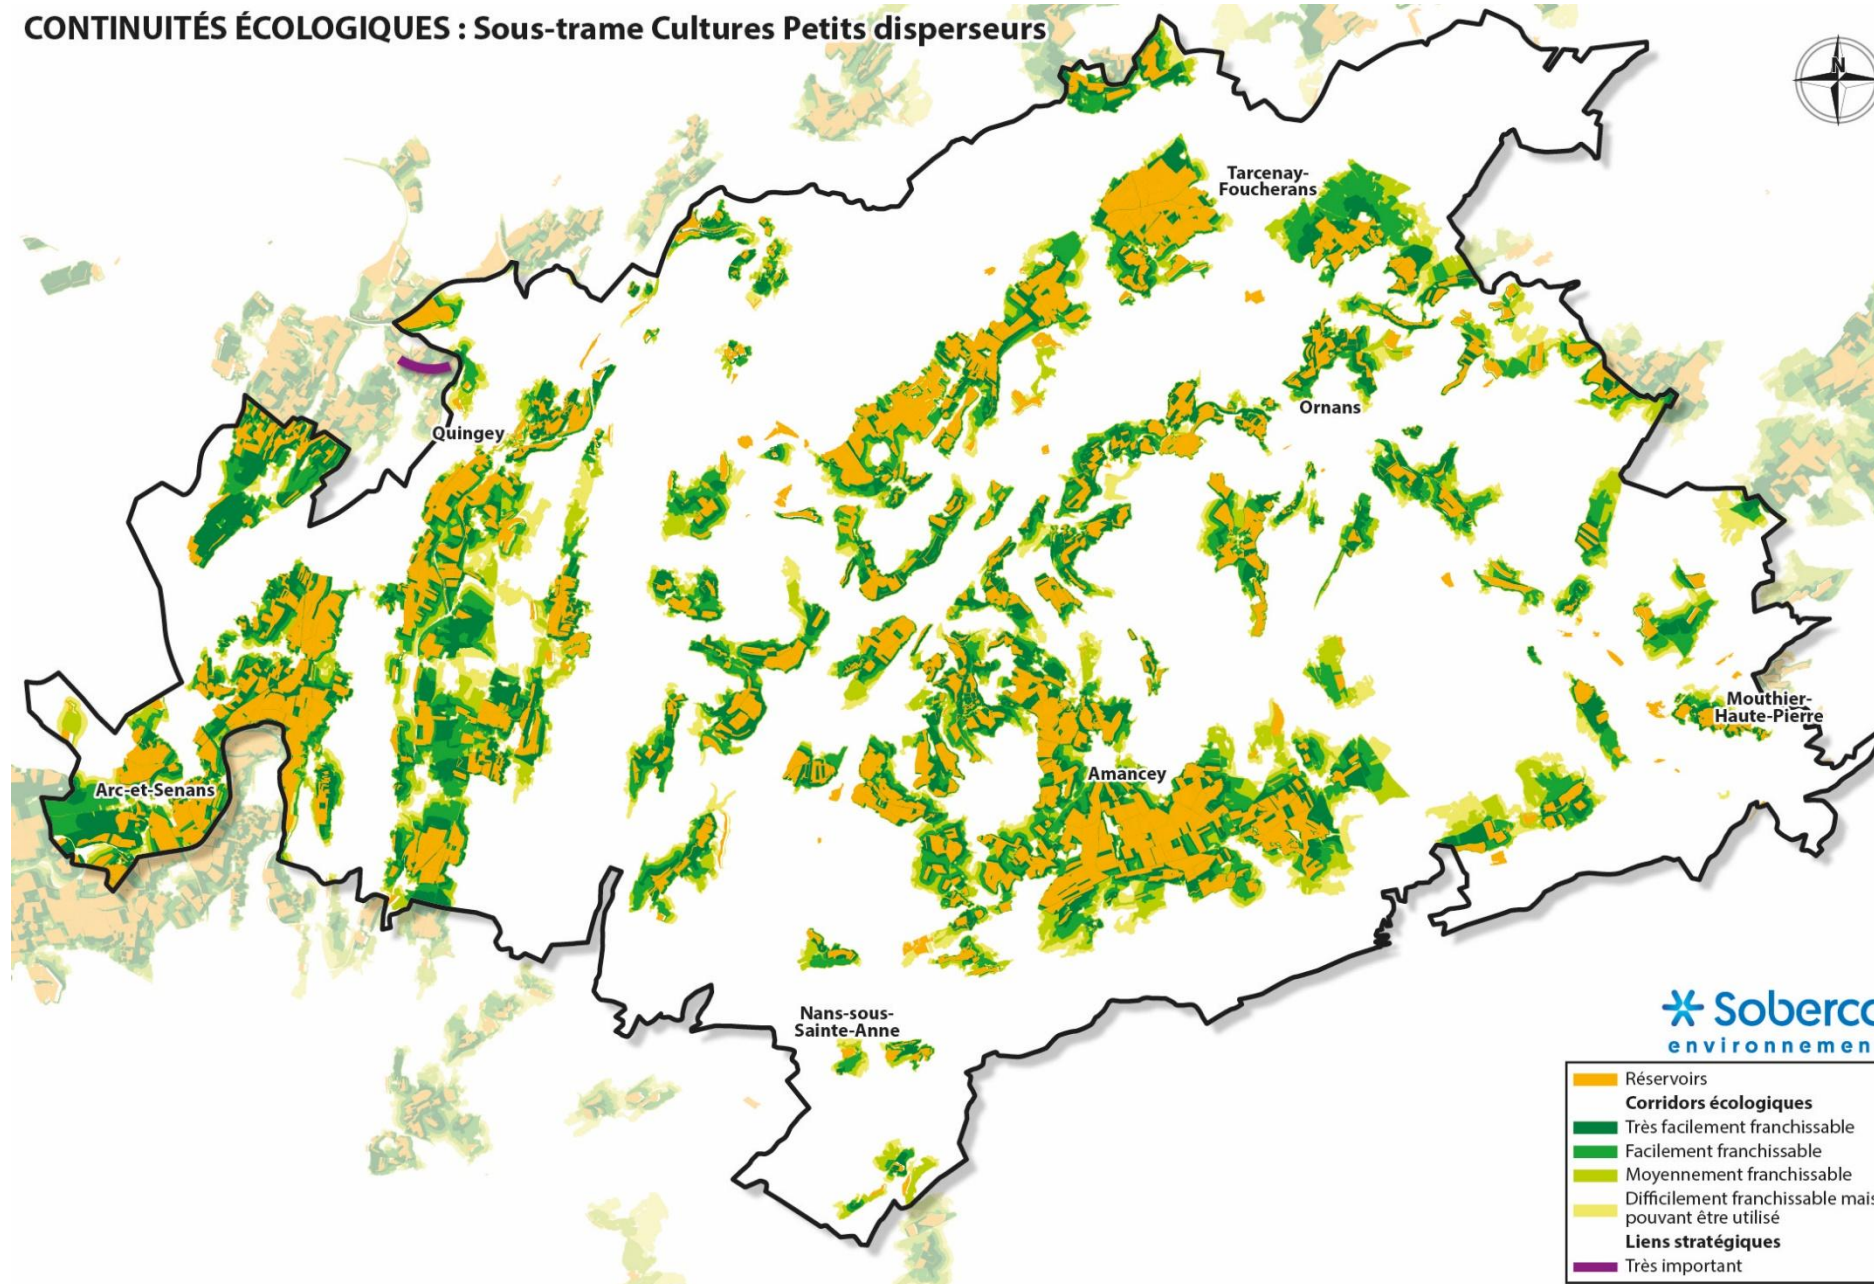 CONTINUITÉS ÉCOLOGIQUES : Sous-trame Cultures Petits disperseurs
N
Tarcenay-
Foucherans
Quingey
Ornans
Mouthier-
Haute-Pierre
Amancey
Arc-et-Senans
Nans-sous-
Sainte-Anne
Soberco
environnemen
Réservoirs
Corridors écologiques
Très facilement franchissable
Facilement franchissable
Moyennement franchissable
Difficilement franchissable mais
pouvant être utilisé
Liens stratégiques
Très important